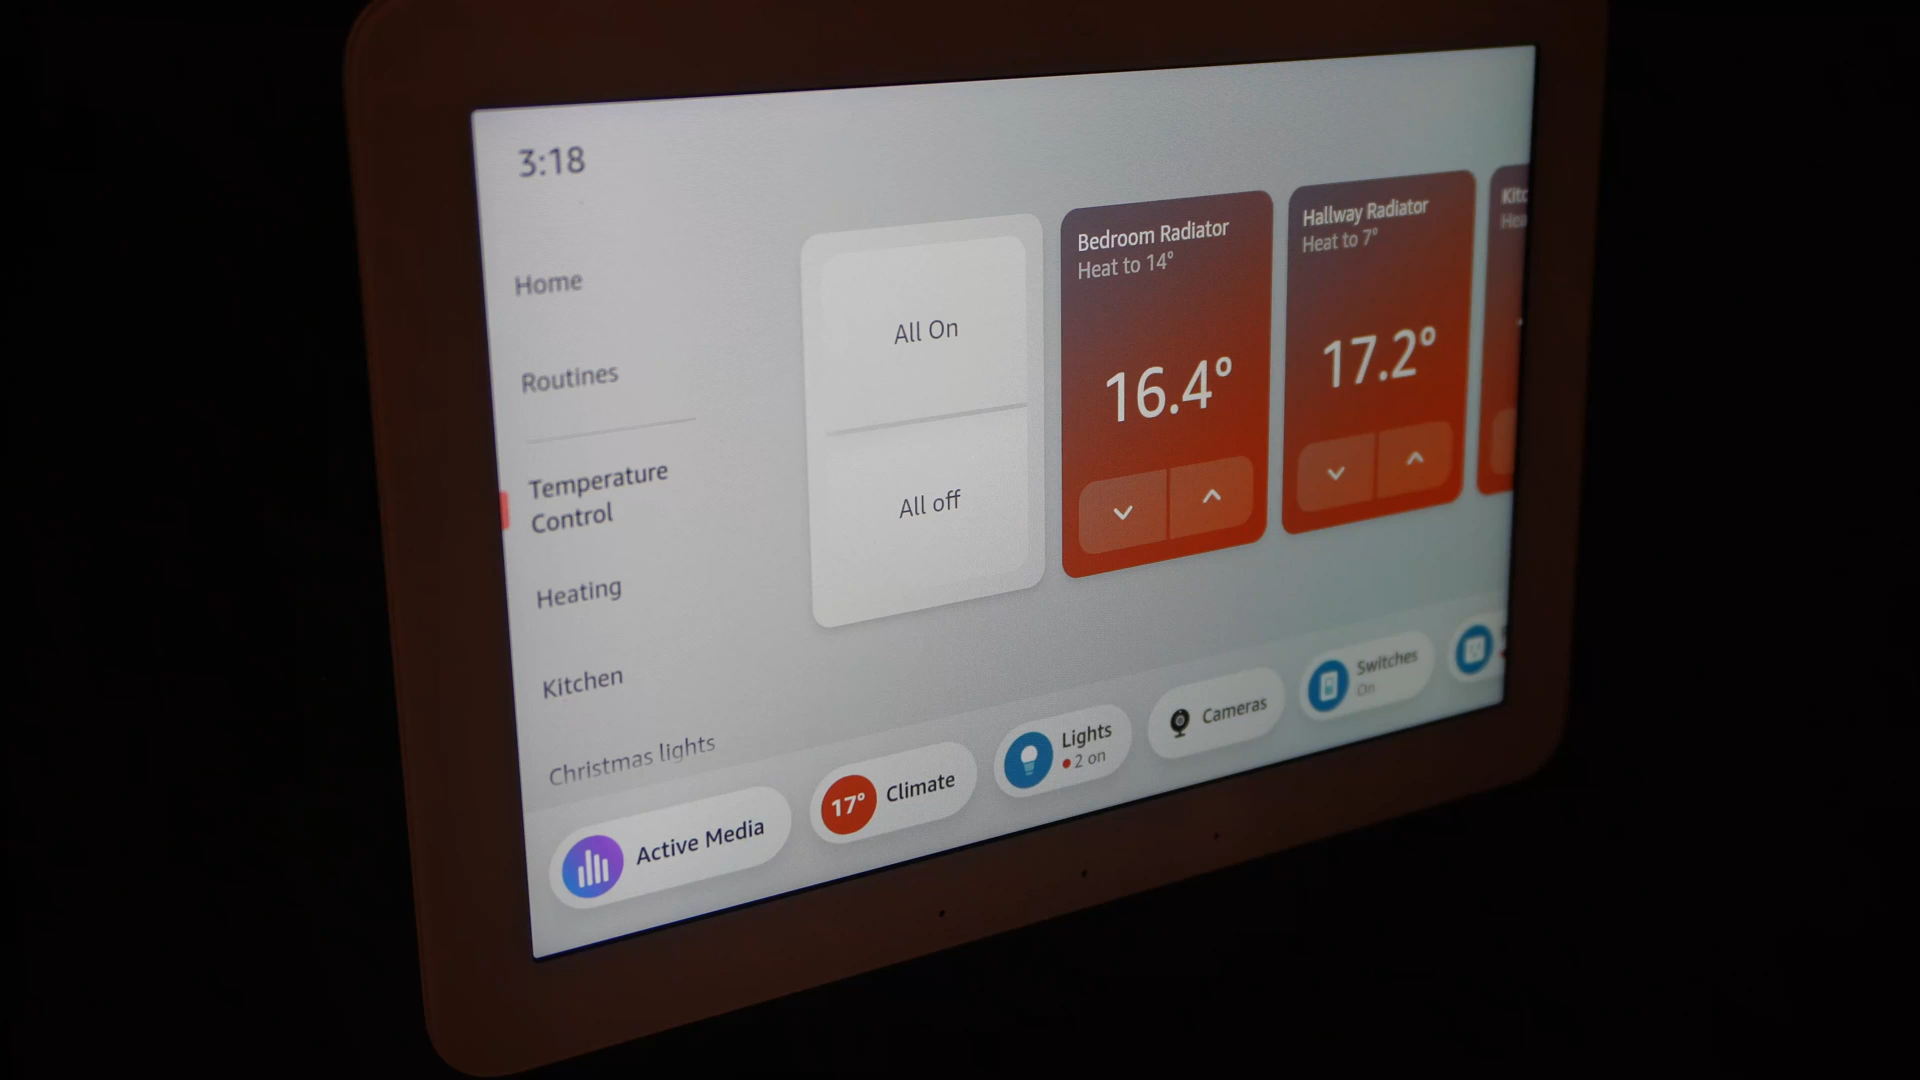 3:18
Home
Routines
Temperature
Control
Heating
Kitchen
Christmas lights
All On
All off
Bedroom Radiator
Heat to 14°
16.4°
Hallway Radiator
Heat to 7°
17.2°
Kitc
Hea
Active Media
17°
Climate
Lights
2 on
Cameras
Switches
On